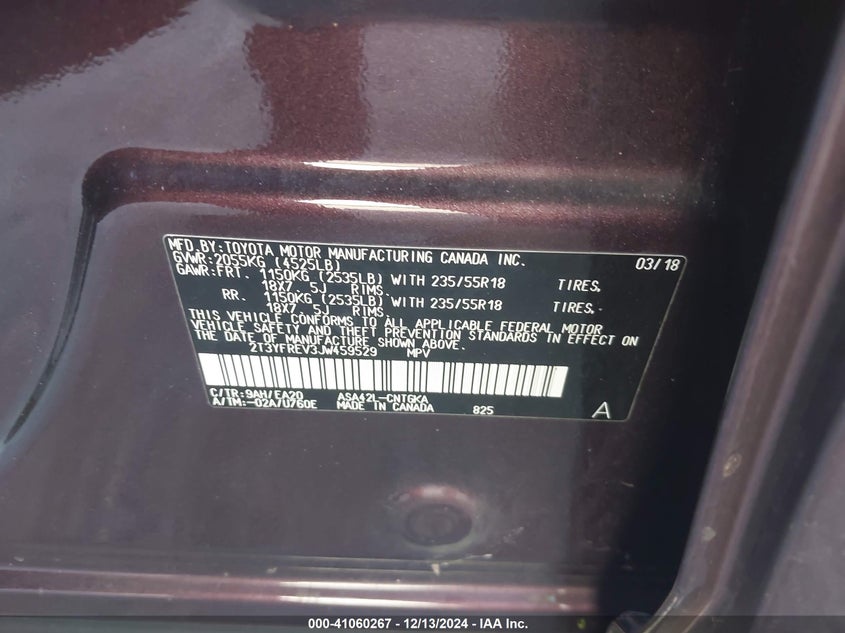 MFD.BY:TOYOTA MOTOR MANUFACTURING CANADA INC. 03/18
GVWR:2055KG (4525LB)
GAWR:FRT. 1150KG (2535LB) WITH 235/55R18 TIRES,
18X7.5J RIMS.
RR. 1150KG (2535LB) WITH 235/55R18 TIRES,
18X7.5J RIMS.
THIS VEHICLE CONFORMS TO ALL APPLICABLE FEDERAL MOTOR
VEHICLE SAFETY AND THEFT PREVENTION STANDARDS IN EFFECT ON
THE DATE OF MANUFACTURE SHOWN ABOVE.
2T3YFREV3JW459529 MPV
C/TR:9AH/EA20 ASA42L-CNTGKA
A/TM:-02A/U760E MADE IN CANADA 825 A
000-41060267 - 12/13/2024 - IAA Inc.